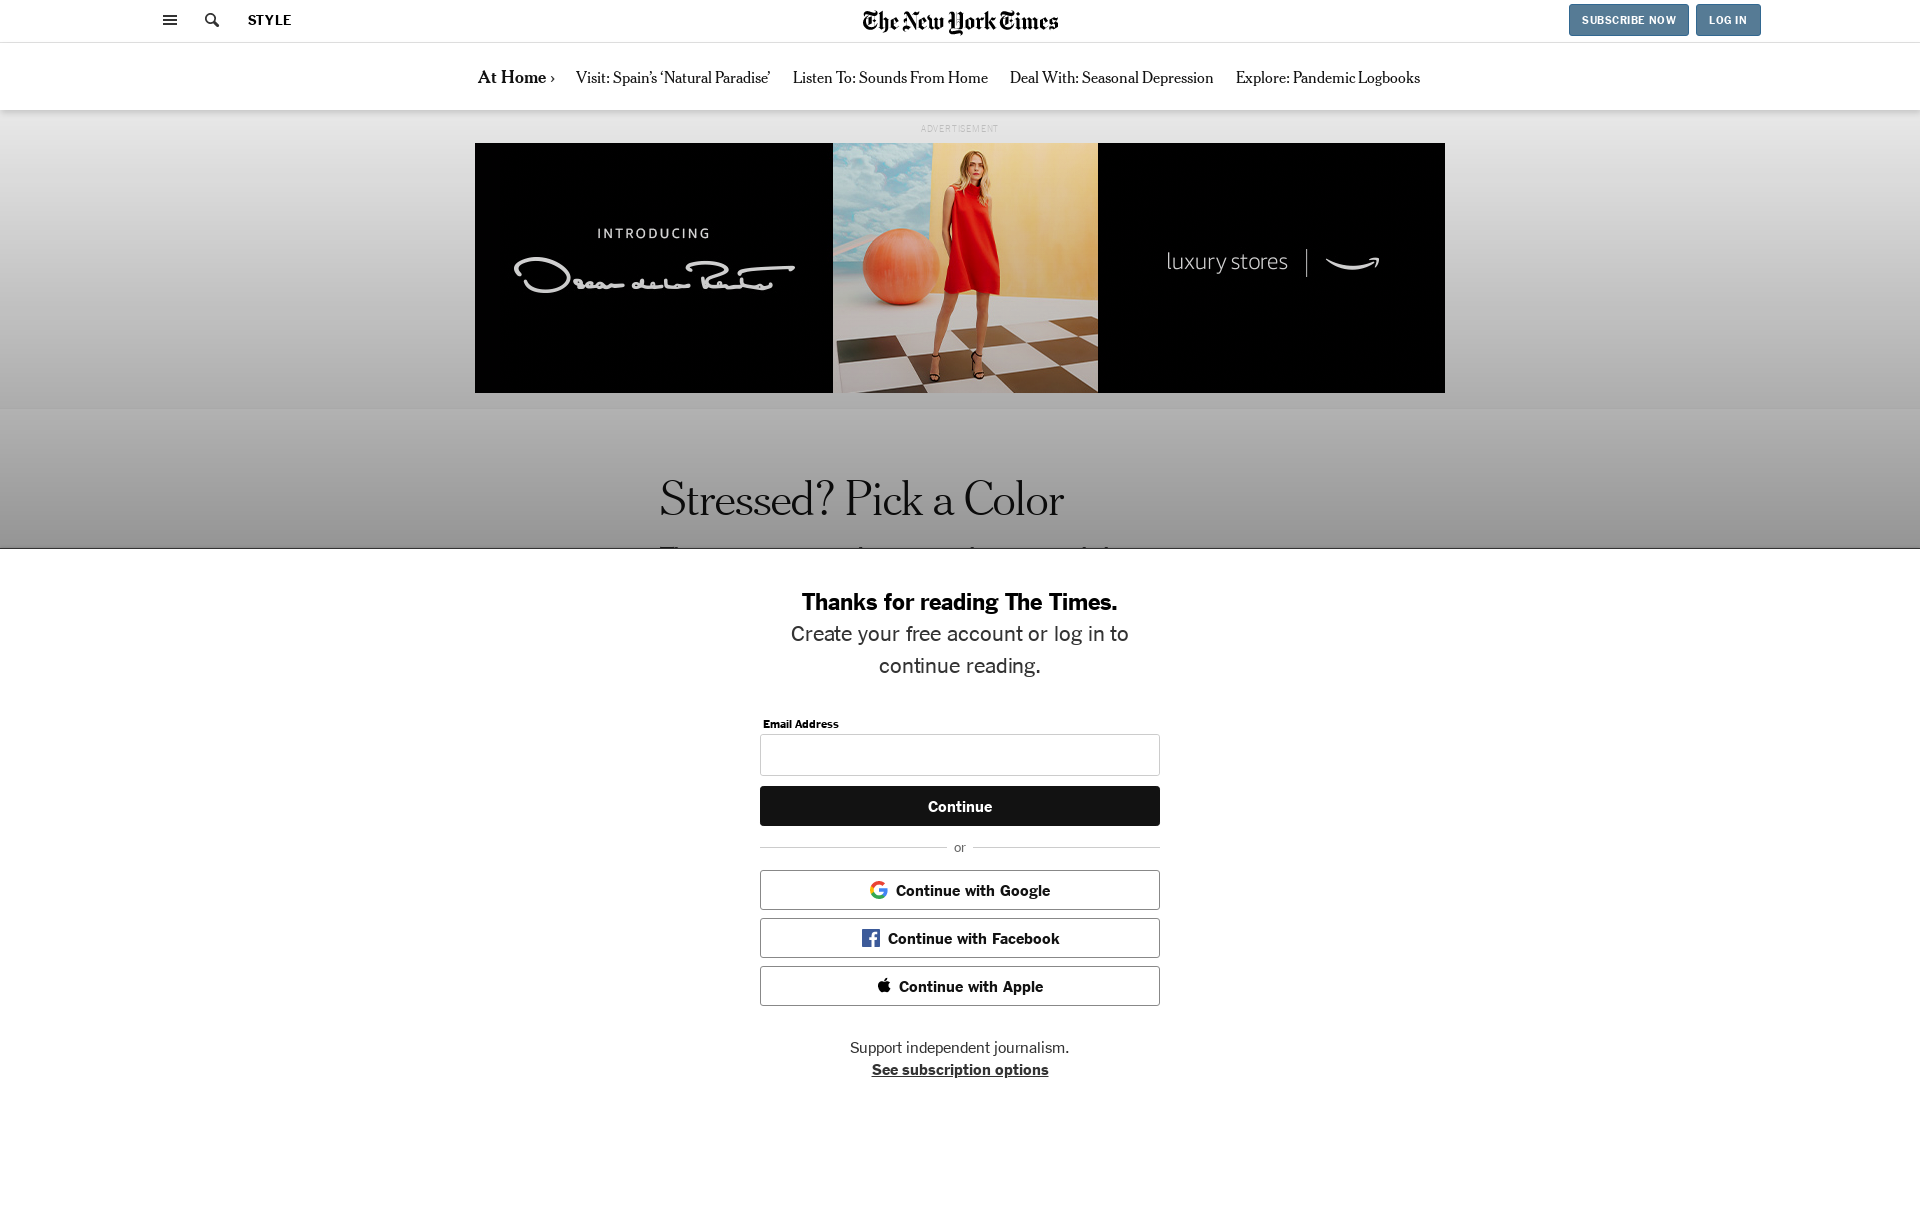 STYLE
The New York Times
SUBSCRIBE NOW
LOG IN
At Home ›
Visit: Spain’s ‘Natural Paradise’
Listen To: Sounds From Home
Deal With: Seasonal Depression
Explore: Pandemic Logbooks
ADVERTISEMENT
INTRODUCING
Oscar de la Renta
luxury stores
Stressed? Pick a Color
Thanks for reading The Times.
Create your free account or log in to
continue reading.
Email Address
Continue
or
Continue with Google
Continue with Facebook
Continue with Apple
Support independent journalism.
See subscription options